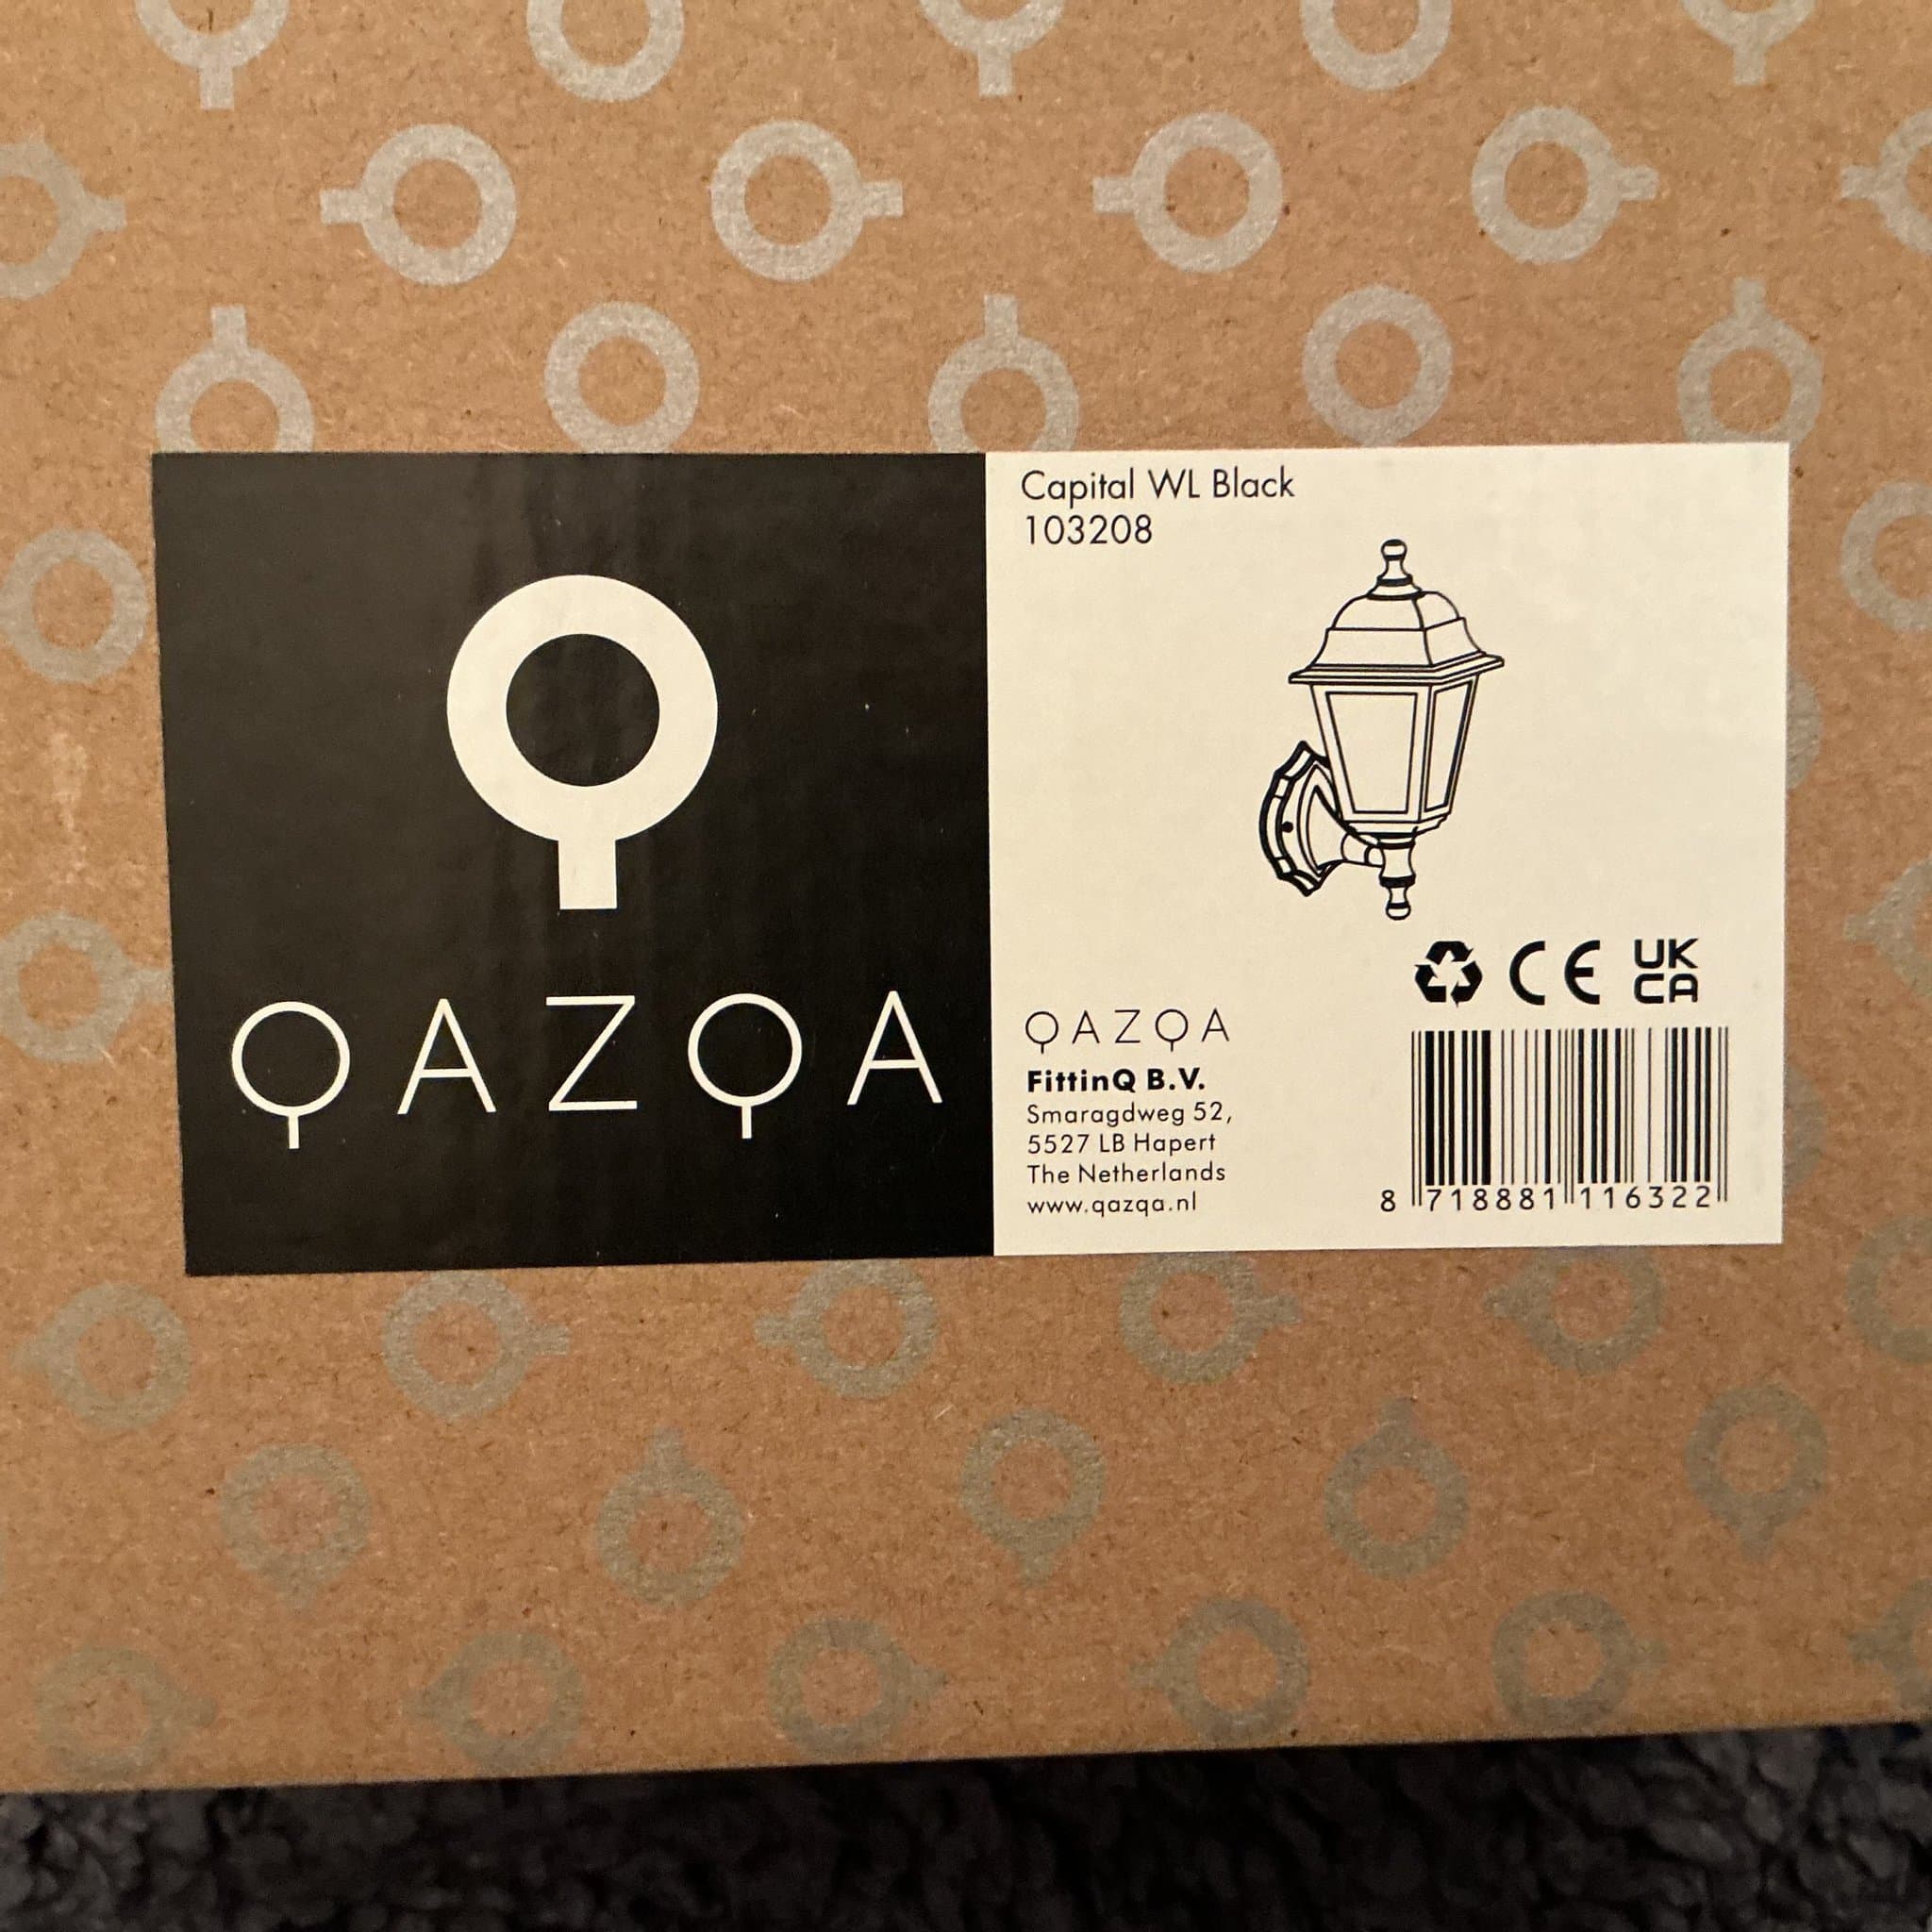 QAZQA
Capital WL Black
103208
CE
UK
CA
QAZQA
FittinQ B.V.
Smaragdweg 52,
5527 LB Hapert
The Netherlands
www.qazqa.nl
8 718881 116322